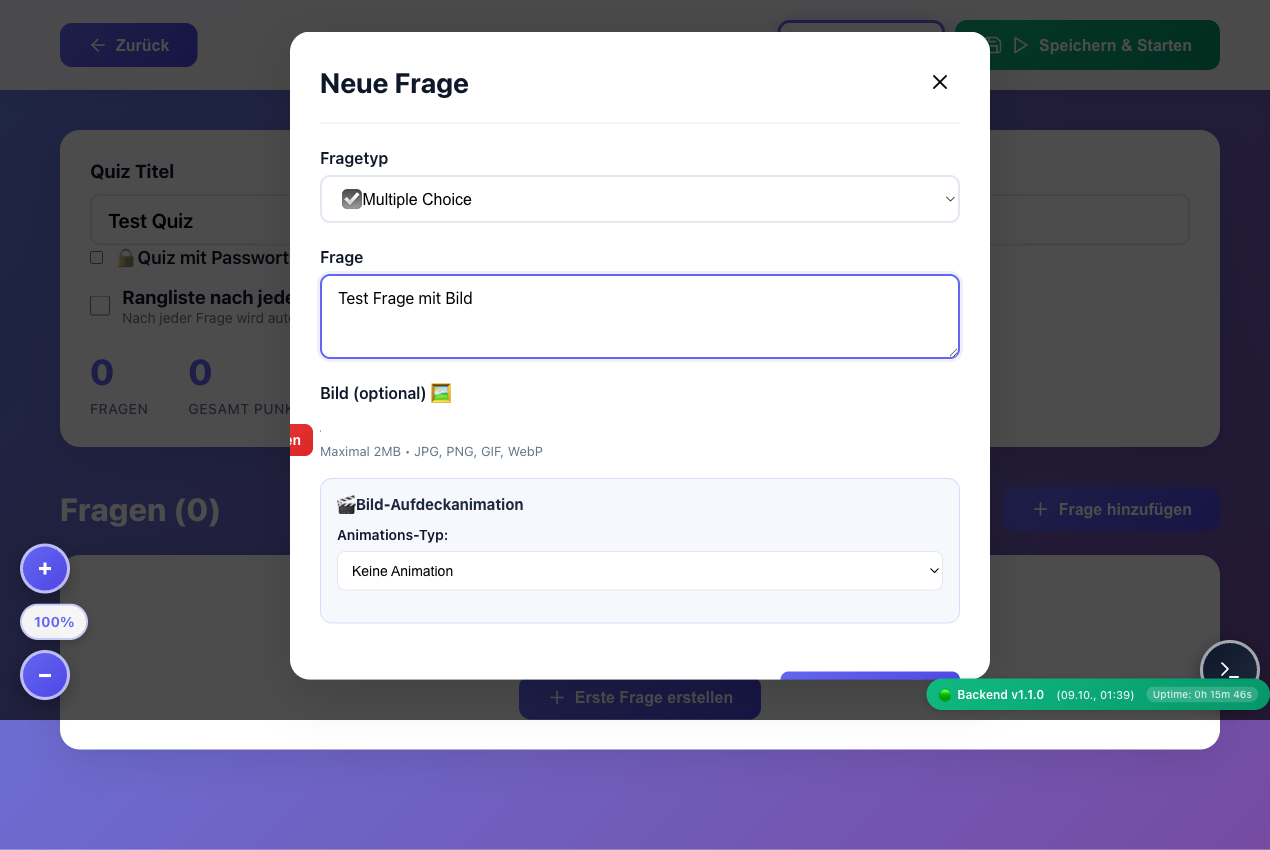 Zurück
Speichern & Starten
Neue Frage
Quiz Titel
Test Quiz
Quiz mit Passwort
Rangliste nach jede
Nach jeder Frage wird auto
0
FRAGEN
0
GESAMT PUNK
Fragetyp
Multiple Choice
Frage
Test Frage mit Bild
Bild (optional)
en
Maximal 2MB • JPG, PNG, GIF, WebP
Bild-Aufdeckanimation
Animations-Typ:
Keine Animation
Fragen (0)
+ Frage hinzufügen
+
100%
−
+ Erste Frage erstellen
Backend v1.1.0 (09.10., 01:39) Uptime: 0h 15m 46s